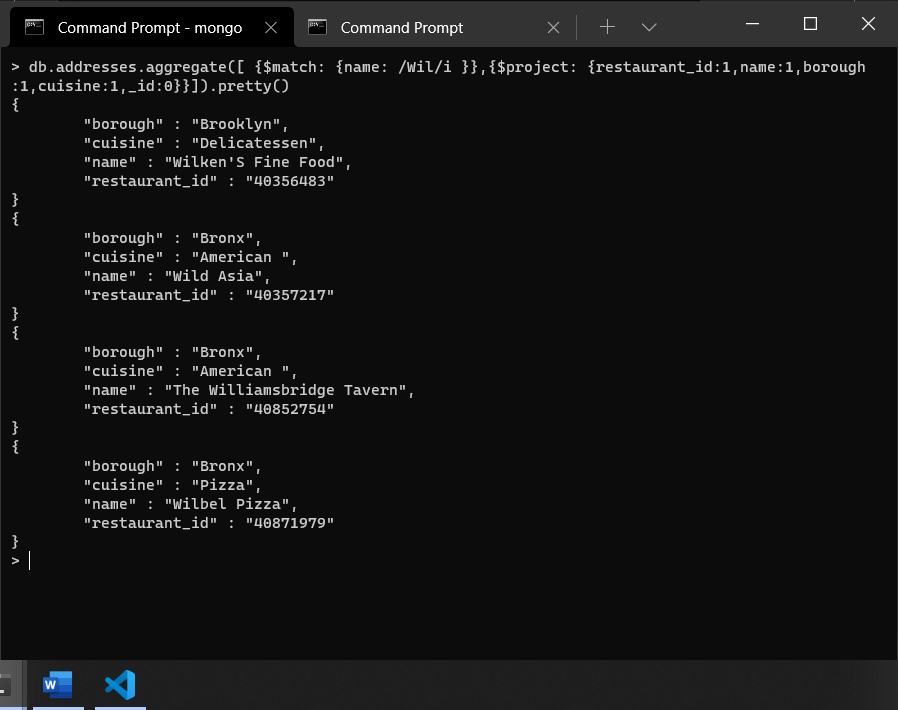 Command Prompt - mongo
Command Prompt
> db.addresses.aggregate([ {$match: {name: /Wil/i }},{$project: {restaurant_id:1,name:1,borough
:1,cuisine:1,_id:0}}]).pretty()
{
        "borough" : "Brooklyn",
        "cuisine" : "Delicatessen",
        "name" : "Wilken'S Fine Food",
        "restaurant_id" : "40356483"
}
{
        "borough" : "Bronx",
        "cuisine" : "American ",
        "name" : "Wild Asia",
        "restaurant_id" : "40357217"
}
{
        "borough" : "Bronx",
        "cuisine" : "American ",
        "name" : "The Williamsbridge Tavern",
        "restaurant_id" : "40852754"
}
{
        "borough" : "Bronx",
        "cuisine" : "Pizza",
        "name" : "Wilbel Pizza",
        "restaurant_id" : "40871979"
}
>
W